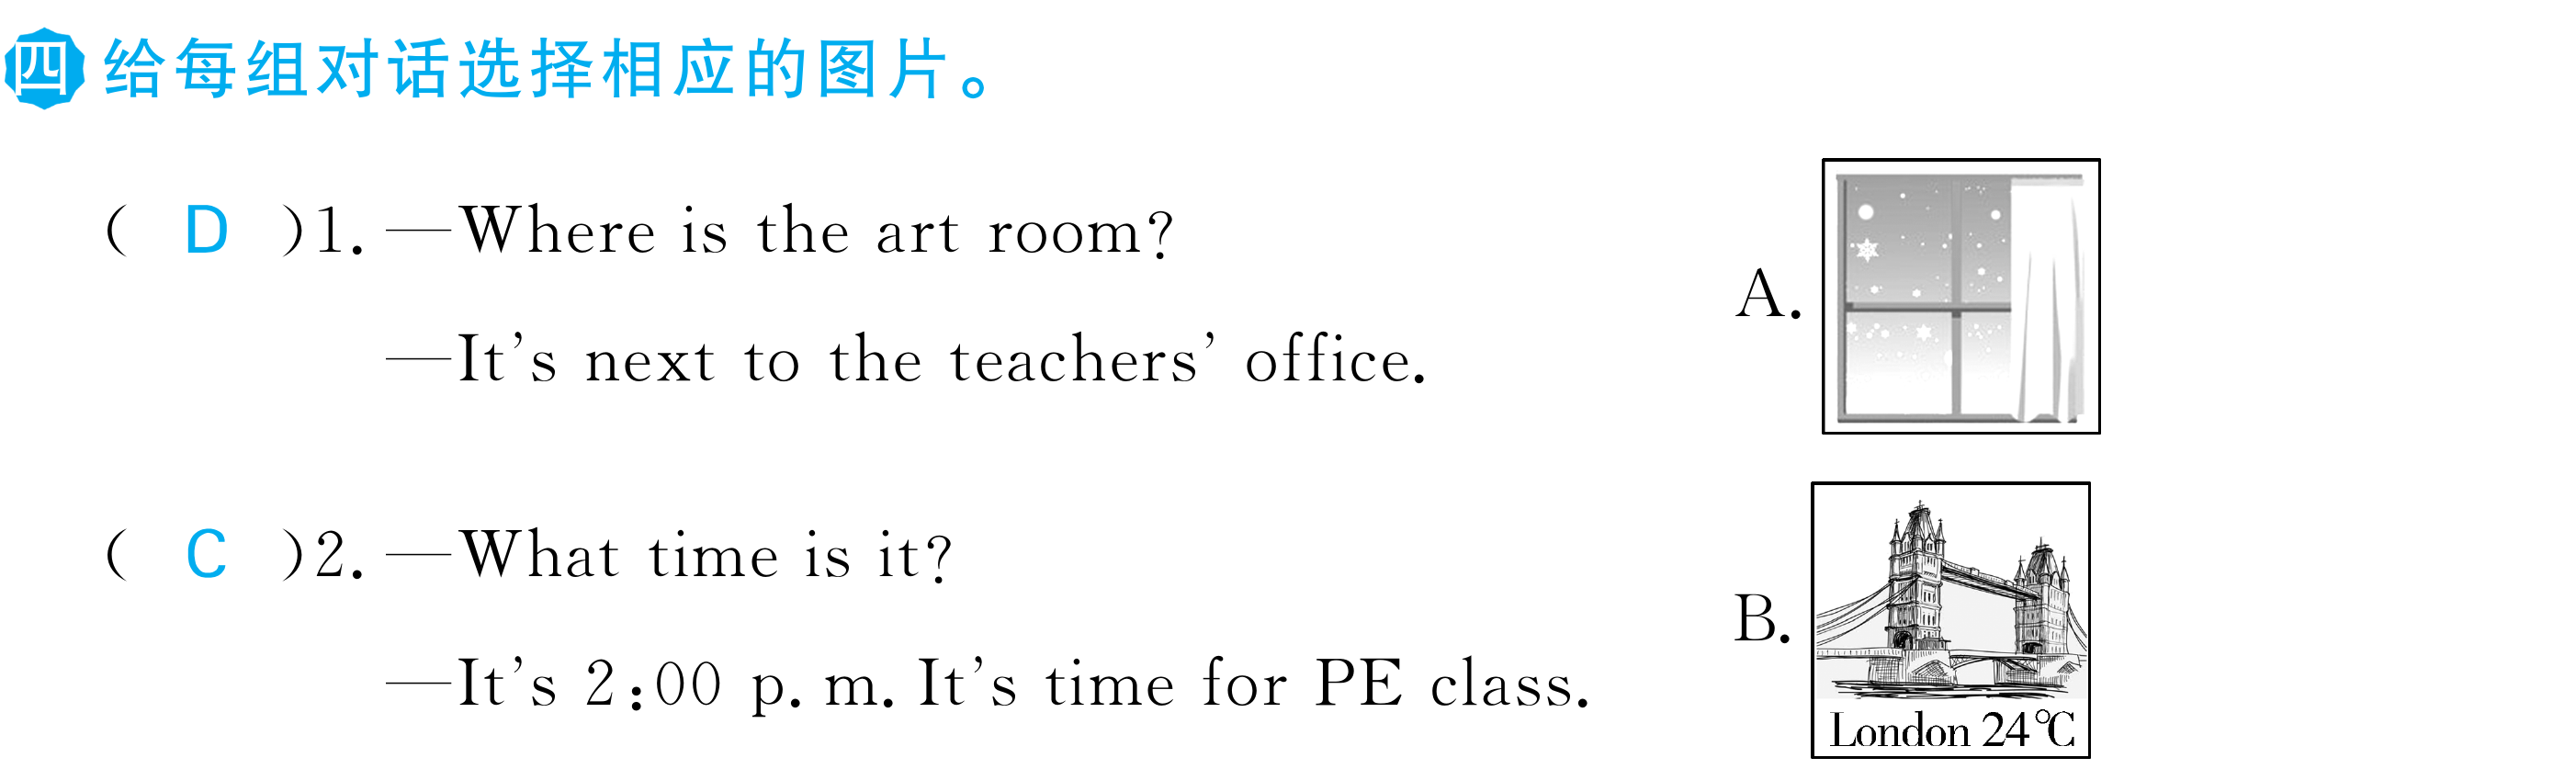 四 给每组对话选择相应的图片。
( D )1. —Where is the art room?
—It’s next to the teachers’ office.
A.
( C )2. —What time is it?
—It’s 2:00 p. m. It’s time for PE class.
B.
London 24℃